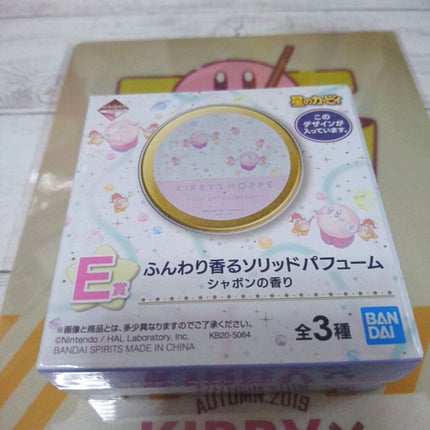 星のカービィ
この
デザインが
入っています。
KIRBY'S HOPPE
E賞
ふんわり香るソリッドパフューム
シャボンの香り
※画像と商品とは、多少異なりますのでご了承ください。
©Nintendo / HAL Laboratory, Inc.
KB20-5064
BANDAI SPIRITS MADE IN CHINA
全3種
BAN
DAI
AUTUMN.2019
KIRBY